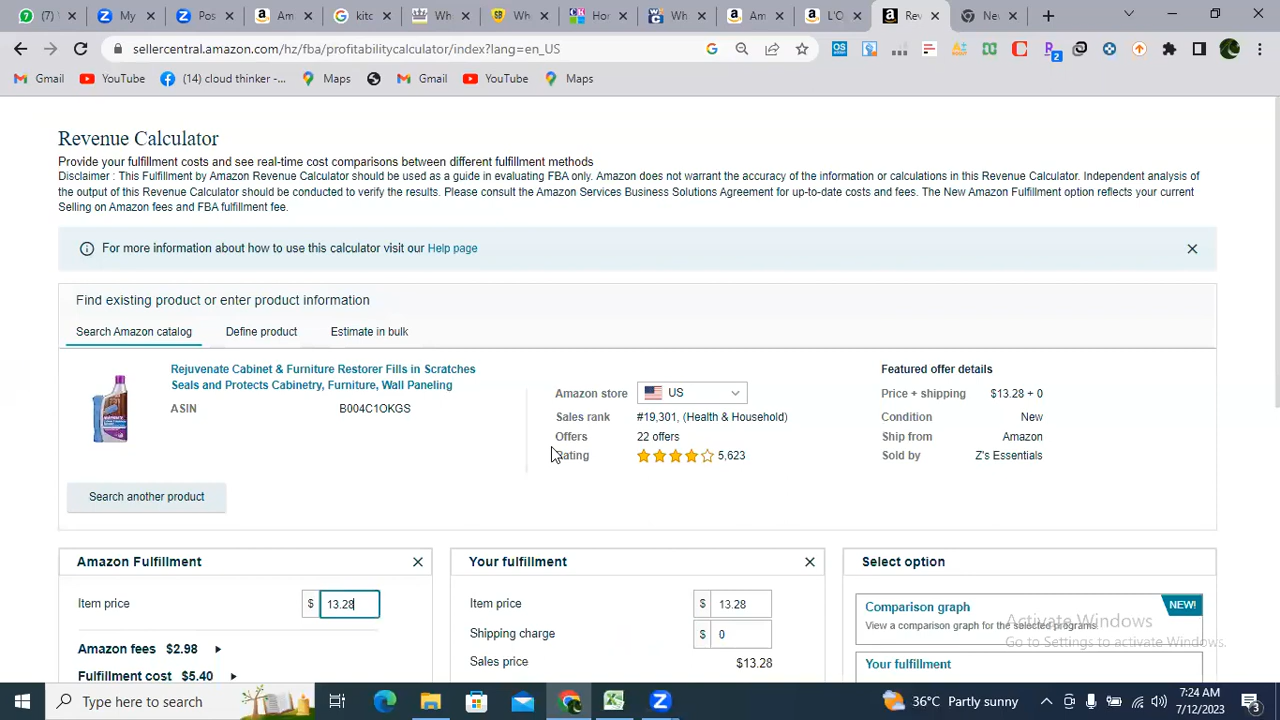 My
Pos
Am
kitc
Wh
Whe
Hor
Wh
Am
L'O
Rev
Ne
sellercentral.amazon.com/hz/fba/profitabilitycalculator/index?lang=en_US
Gmail
YouTube
(14) cloud thinker -...
Maps
Gmail
YouTube
Maps
Revenue Calculator
Provide your fulfillment costs and see real-time cost comparisons between different fulfillment methods
Disclaimer : This Fulfillment by Amazon Revenue Calculator should be used as a guide in evaluating FBA only. Amazon does not warrant the accuracy of the information or calculations in this Revenue Calculator. Independent analysis of
the output of this Revenue Calculator should be conducted to verify the results. Please consult the Amazon Services Business Solutions Agreement for up-to-date costs and fees. The New Amazon Fulfillment option reflects your current
Selling on Amazon fees and FBA fulfillment fee.
For more information about how to use this calculator visit our Help page
Find existing product or enter product information
Search Amazon catalog
Define product
Estimate in bulk
Rejuvenate Cabinet & Furniture Restorer Fills in Scratches
Seals and Protects Cabinetry, Furniture, Wall Paneling
ASIN B004C1OKGS
Amazon store US
Sales rank #19,301, (Health & Household)
Offers 22 offers
Rating 5,623
Featured offer details
Price + shipping $13.28 + 0
Condition New
Ship from Amazon
Sold by Z's Essentials
Search another product
Amazon Fulfillment
Item price $ 13.28
Amazon fees $2.98
Fulfillment cost $5.40
Your fulfillment
Item price $ 13.28
Shipping charge $ 0
Sales price $13.28
Select option
Comparison graph NEW!
View a comparison graph for the selected programs
Your fulfillment
Activate Windows
Go to Settings to activate Windows.
Type here to search
36°C Partly sunny
7:24 AM
7/12/2023
3